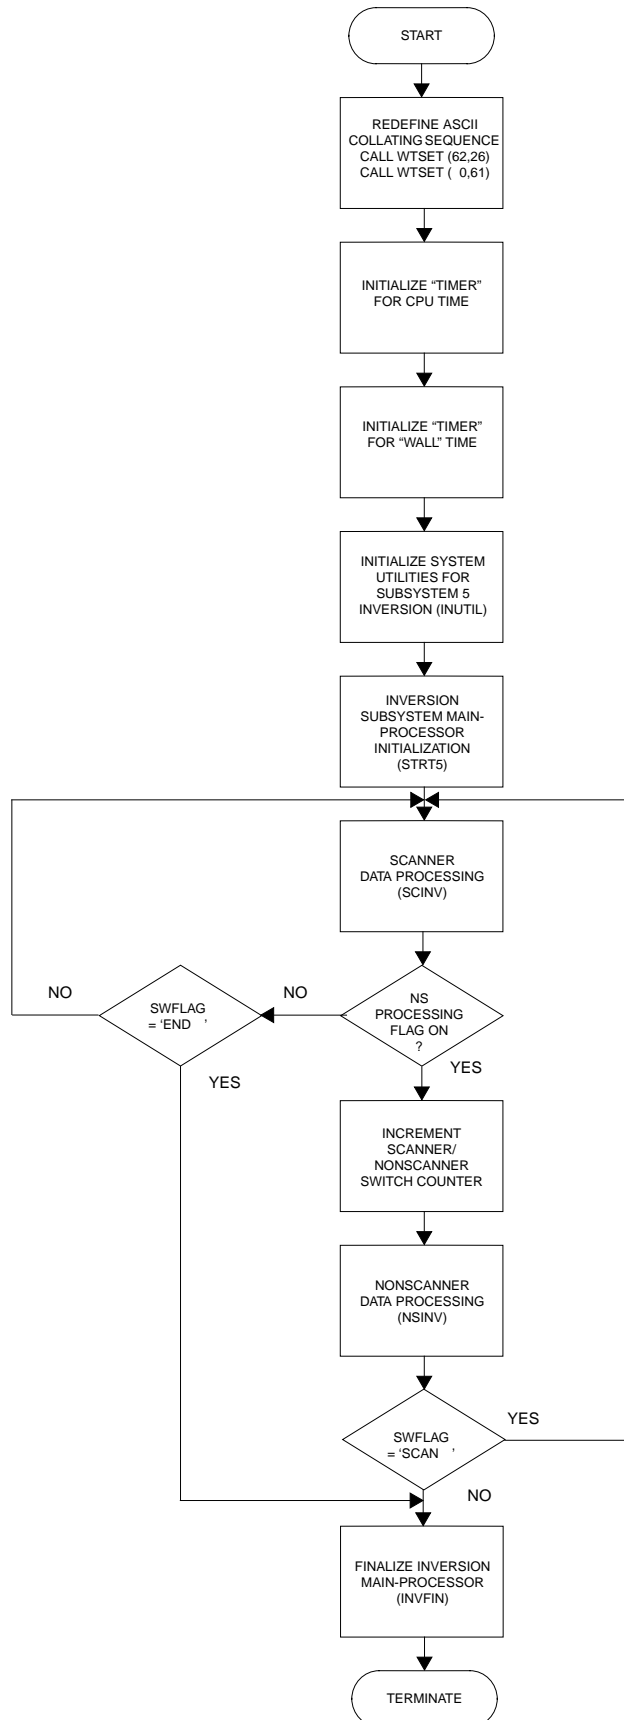 START
REDEFINE ASCII
COLLATING SEQUENCE
CALL WTSET (62,26)
CALL WTSET (  0,61)
INITIALIZE “TIMER”
FOR CPU TIME
INITIALIZE “TIMER”
FOR “WALL” TIME
INITIALIZE SYSTEM
UTILITIES FOR
SUBSYSTEM 5
INVERSION (INUTIL)
INVERSION
SUBSYSTEM MAIN-
PROCESSOR
INITIALIZATION
(STRT5)
SCANNER
DATA PROCESSING
(SCINV)
NS
PROCESSING
FLAG ON
?
NO
SWFLAG
= ‘END   ’
NO
YES
YES
INCREMENT
SCANNER/
NONSCANNER
SWITCH COUNTER
NONSCANNER
DATA PROCESSING
(NSINV)
SWFLAG
= ‘SCAN   ’
YES
NO
FINALIZE INVERSION
MAIN-PROCESSOR
(INVFIN)
TERMINATE